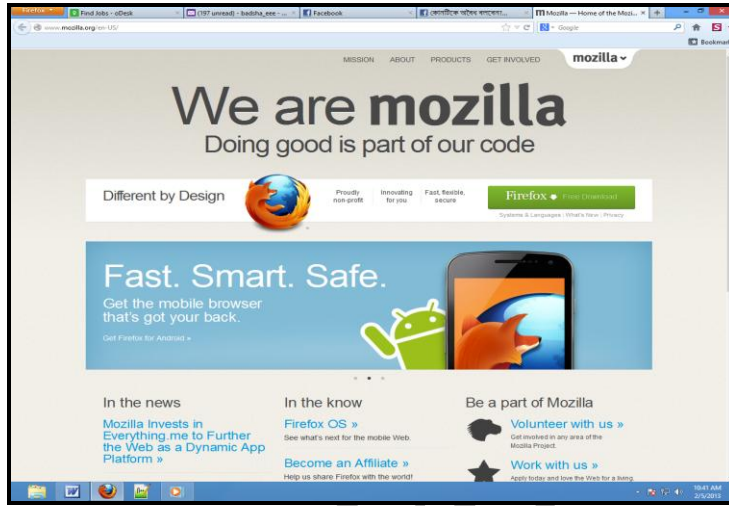 Firefox
Find Jobs - oDesk
(197 unread) - badsha_eee - ...
Facebook
Mozilla — Home of the Mozi...
www.mozilla.org/en-US/
Google
Bookmar
MISSION ABOUT PRODUCTS GET INVOLVED mozilla
We are mozilla
Doing good is part of our code
Different by Design
Proudly
non-profit
Innovating
for you
Fast, flexible,
secure
Firefox Free Download
Systems & Languages | What's New | Privacy
Fast. Smart. Safe.
Get the mobile browser
that's got your back.
Get Firefox for Android »
In the news
Mozilla Invests in
Everything.me to Further
the Web as a Dynamic App
Platform »
In the know
Firefox OS »
See what's next for the mobile Web.
Become an Affiliate »
Help us share Firefox with the world!
Be a part of Mozilla
Volunteer with us »
Get involved in any area of the
Mozilla Project.
Work with us »
Apply today and love the Web for a living.
10:41 AM
2/5/2013